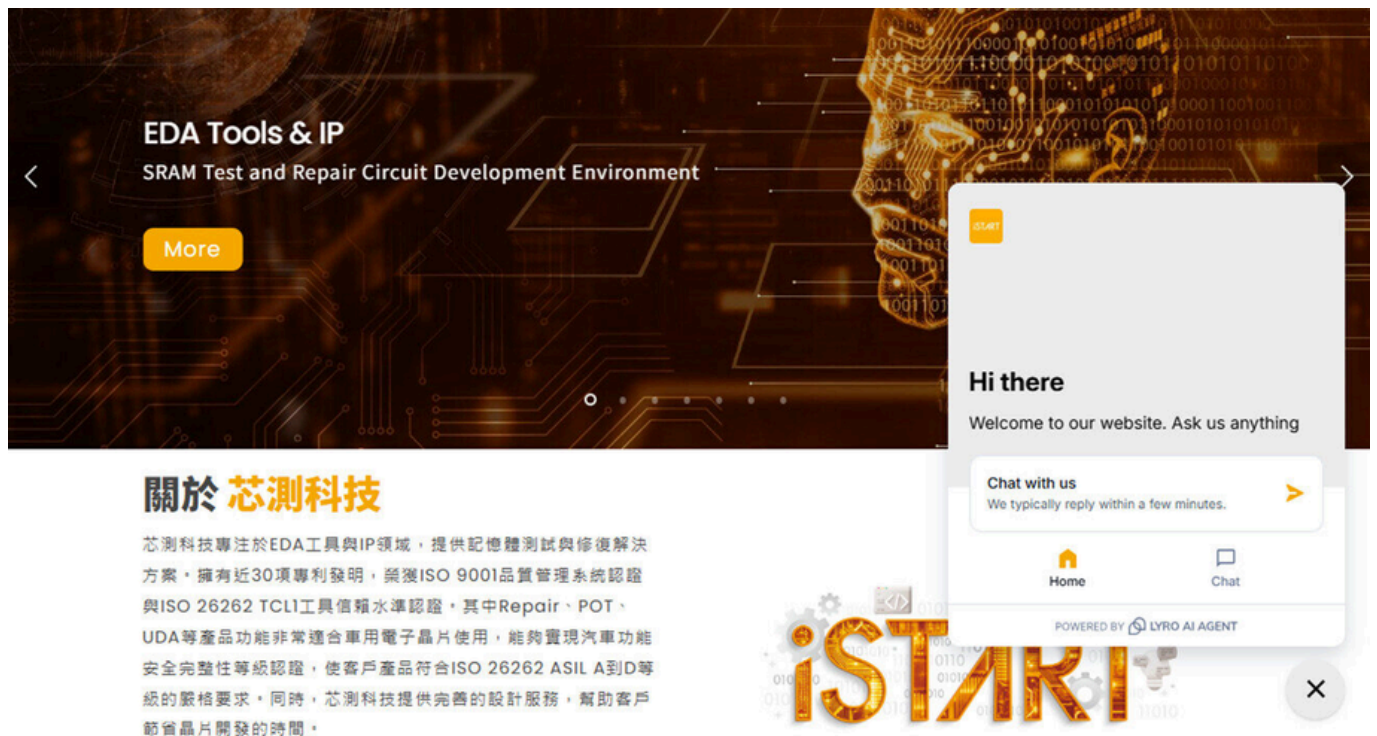 EDA Tools & IP
SRAM Test and Repair Circuit Development Environment
More
iSTART
Hi there
Welcome to our website. Ask us anything
Chat with us
We typically reply within a few minutes.
Home
Chat
POWERED BY LYRO AI AGENT
關於 芯測科技
芯測科技專注於EDA工具與IP領域，提供記憶體測試與修復解決
方案。擁有近30項專利發明，榮獲ISO 9001品質管理系統認證
與ISO 26262 TCL1工具信賴水準認證。其中Repair、POT、
UDA等產品功能非常適合車用電子晶片使用，能夠實現汽車功能
安全完整性等級認證，使客戶產品符合ISO 26262 ASIL A到D等
級的嚴格要求。同時，芯測科技提供完善的設計服務，幫助客戶
節省晶片開發的時間。
iSTART